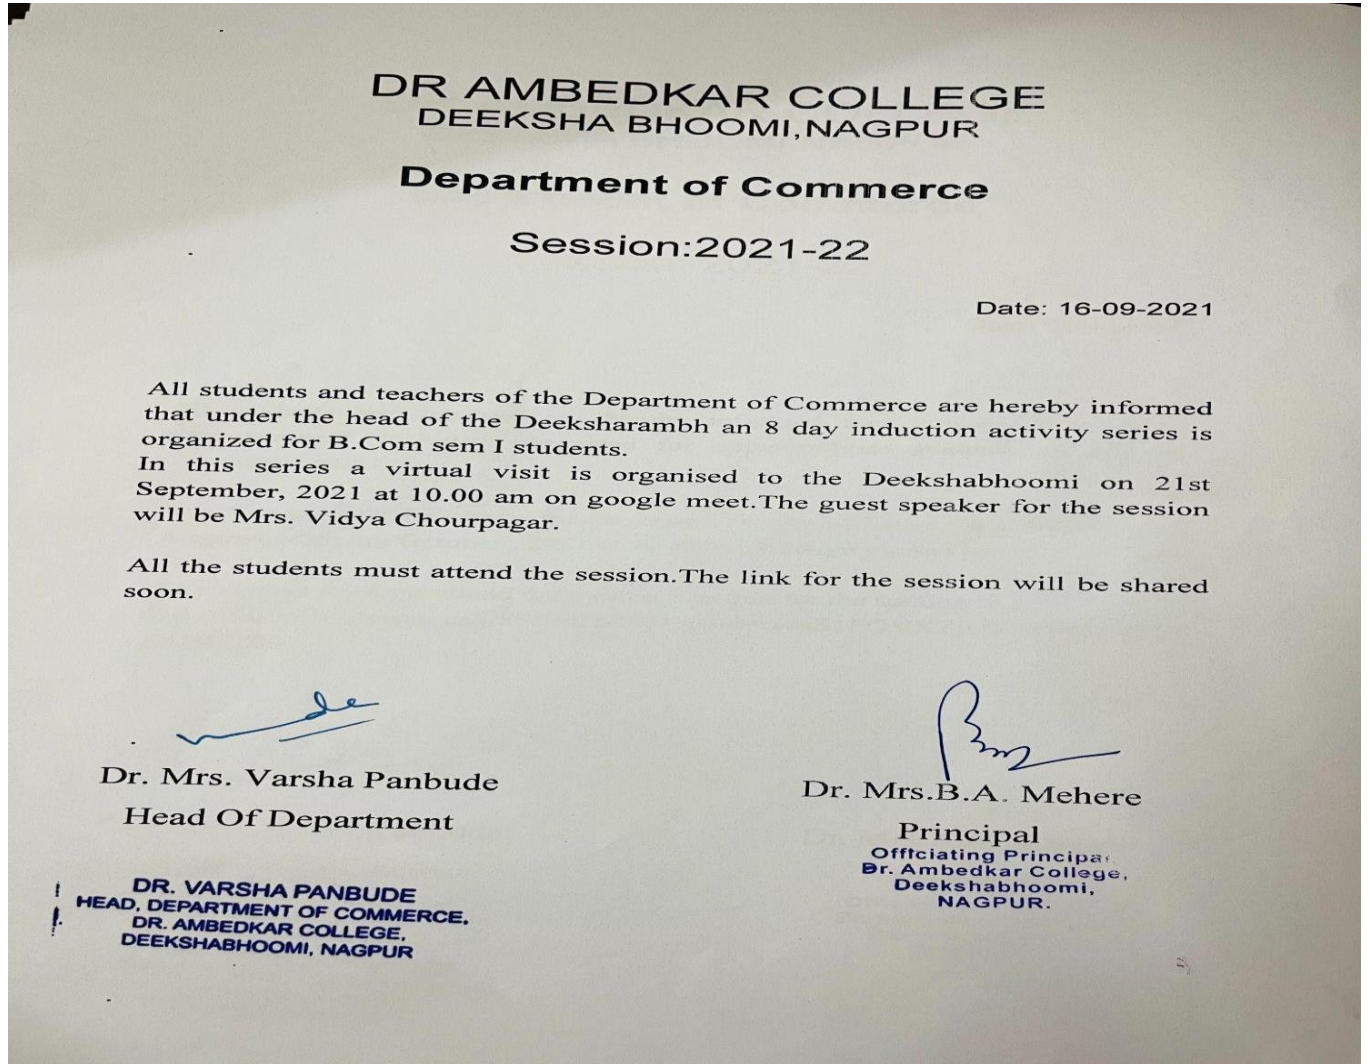 DR AMBEDKAR COLLEGE
DEEKSHA BHOOMI,NAGPUR
Department of Commerce
Session:2021-22
Date: 16-09-2021
All students and teachers of the Department of Commerce are hereby informed
that under the head of the Deeksharambh an 8 day induction activity series is
organized for B.Com sem I students.
In this series a virtual visit is organised to the Deekshabhoomi on 21st
September, 2021 at 10.00 am on google meet.The guest speaker for the session
will be Mrs. Vidya Chourpagar.
All the students must attend the session.The link for the session will be shared
soon.
Dr. Mrs. Varsha Panbude
Head Of Department
DR. VARSHA PANBUDE
HEAD, DEPARTMENT OF COMMERCE,
DR. AMBEDKAR COLLEGE,
DEEKSHABHOOMI, NAGPUR
Dr. Mrs.B.A. Mehere
Principal
Officiating Principal
Dr. Ambedkar College,
Deekshabhoomi,
NAGPUR.